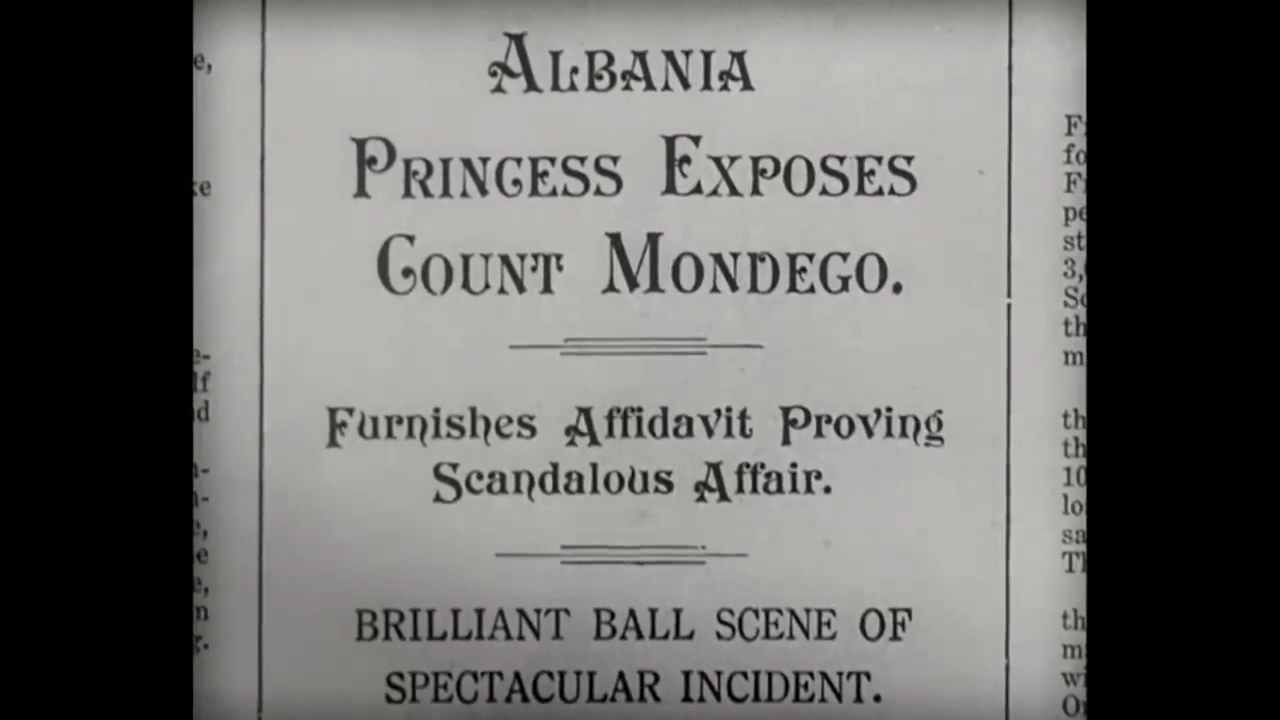 ALBANIA
PRINCESS EXPOSES
COUNT MONDEGO.
Furnishes Affidavit Proving
Scandalous Affair.
BRILLIANT BALL SCENE OF
SPECTACULAR INCIDENT.